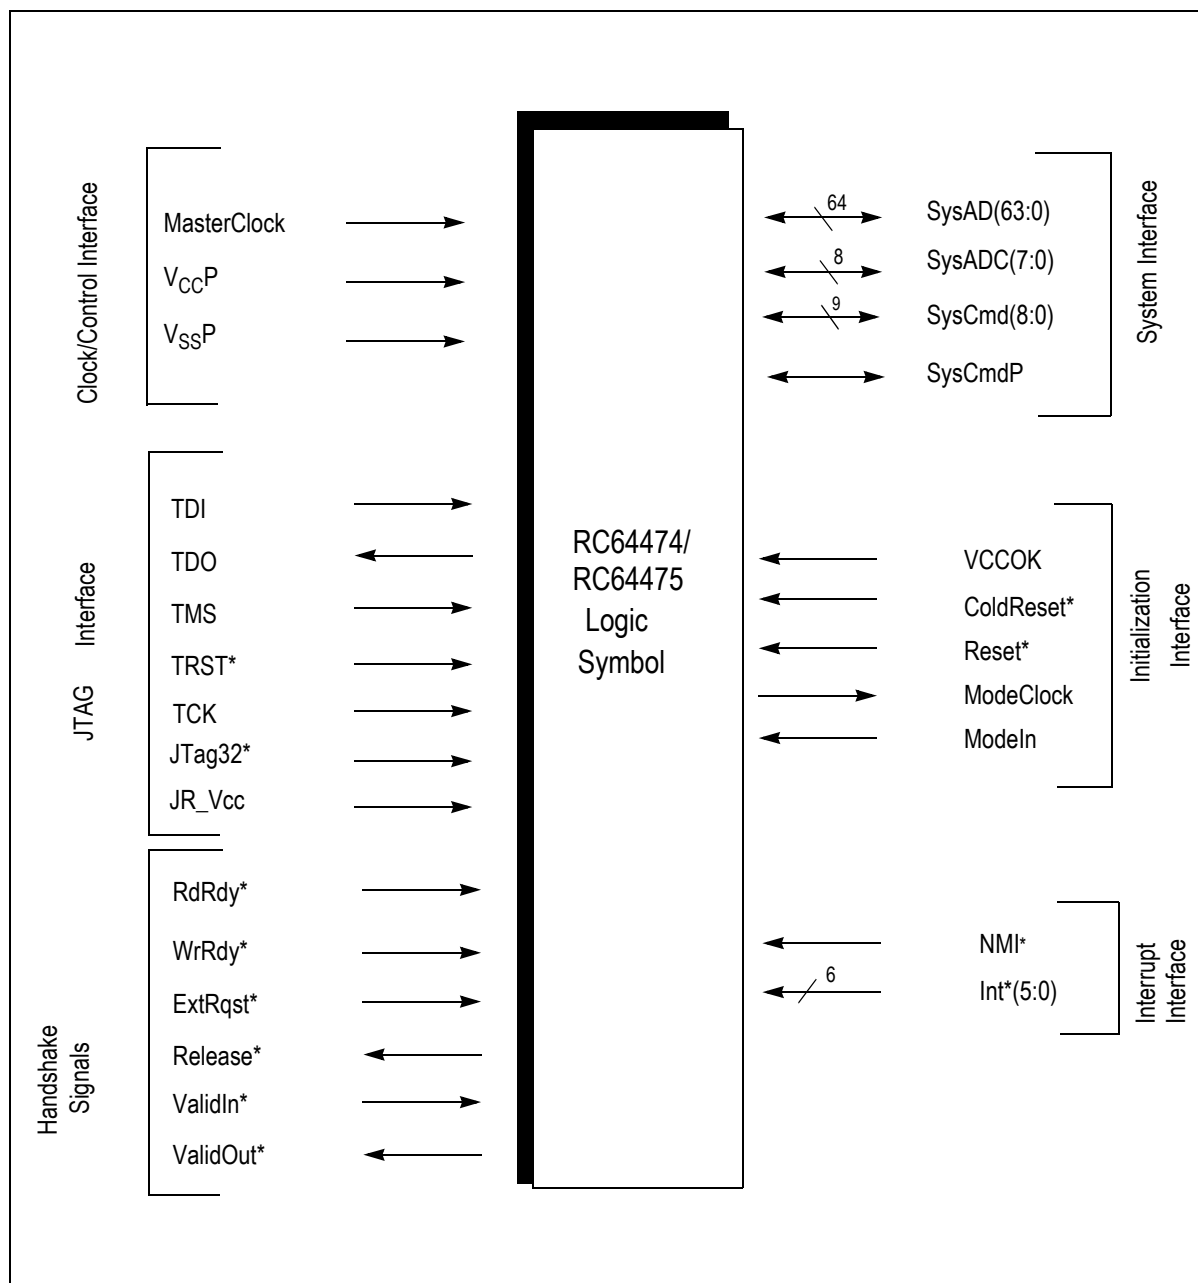 Clock/Control Interface
MasterClock
VCCP
VSSP
JTAG Interface
TDI
TDO
TMS
TRST*
TCK
JTag32*
JR_Vcc
Handshake
Signals
RdRdy*
WrRdy*
ExtRqst*
Release*
ValidIn*
ValidOut*
RC64474/
RC64475
Logic
Symbol
64
SysAD(63:0)
8
SysADC(7:0)
9
SysCmd(8:0)
SysCmdP
System Interface
VCCOK
ColdReset*
Reset*
ModeClock
ModeIn
Initialization
Interface
NMI*
6
Int*(5:0)
Interrupt
Interface